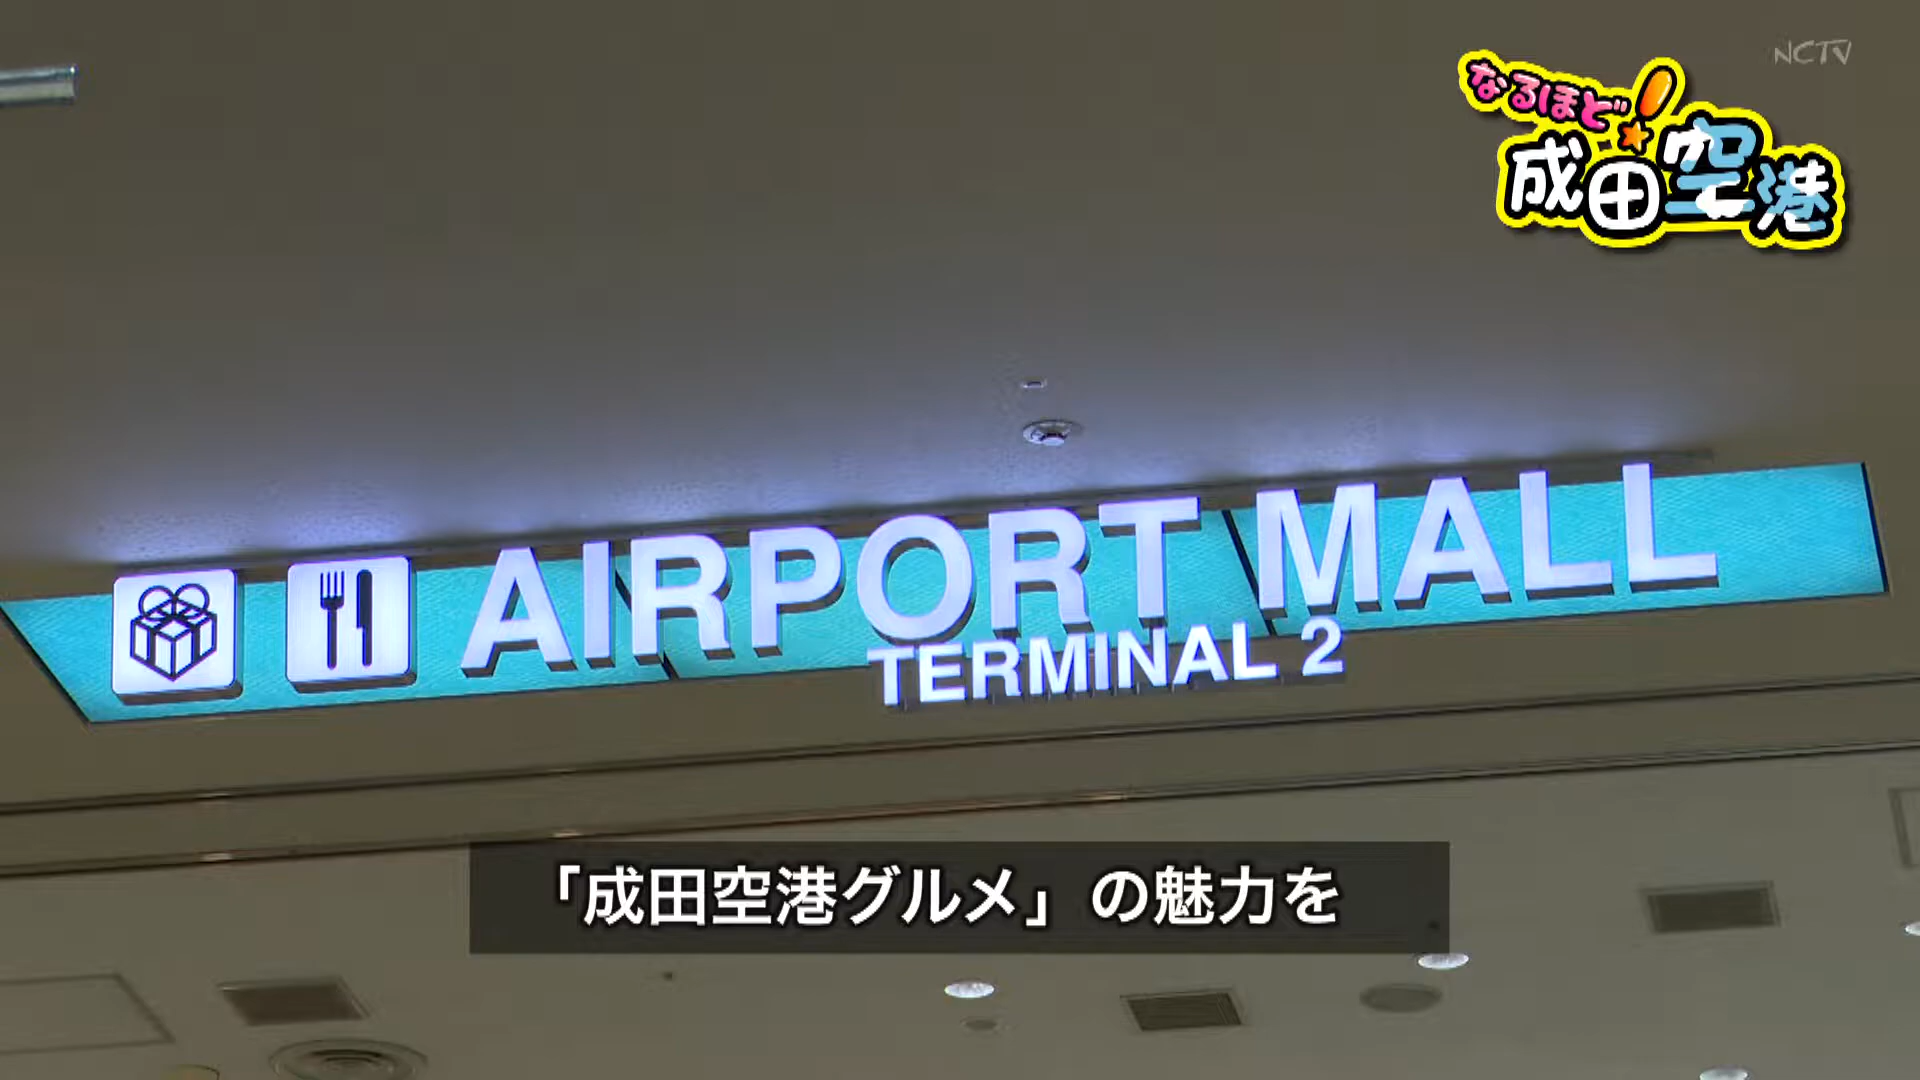 NCTV
なるほど!
成田空港
AIRPORT MALL
TERMINAL 2
「成田空港グルメ」の魅力を